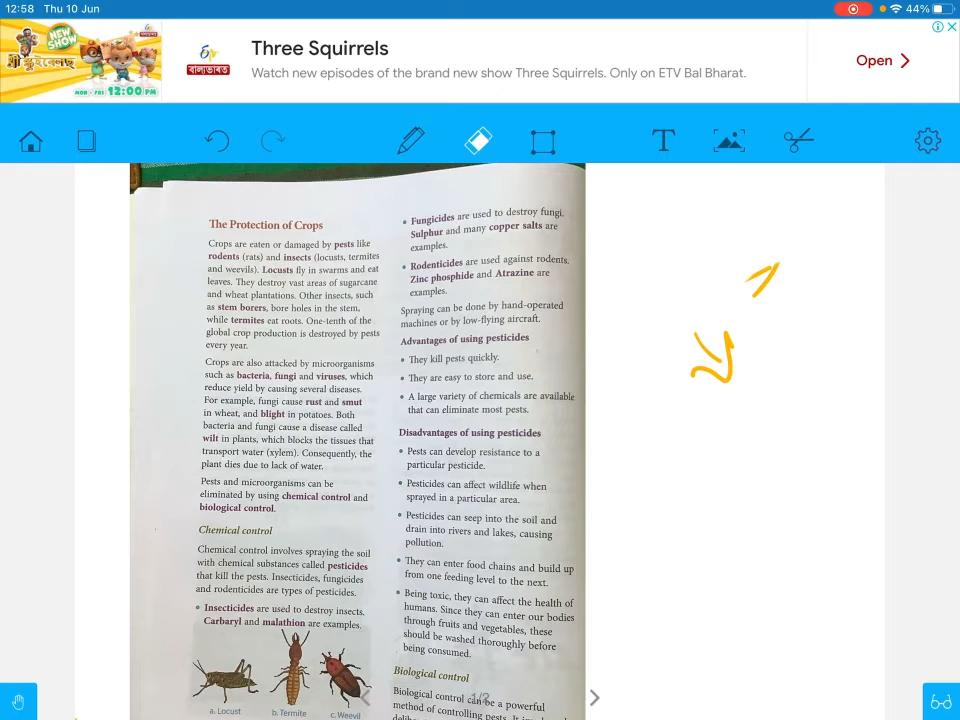 12:58 Thu 10 Jun
44%
NEW SHOW
MON - FRI 12:00 PM
Three Squirrels
Watch new episodes of the brand new show Three Squirrels. Only on ETV Bal Bharat.
Open
The Protection of Crops
Crops are eaten or damaged by pests like
rodents (rats) and insects (locusts, termites
and weevils). Locusts fly in swarms and eat
leaves. They destroy vast areas of sugarcane
and wheat plantations. Other insects, such
as stem borers, bore holes in the stem,
while termites eat roots. One-tenth of the
global crop production is destroyed by pests
every year.
Crops are also attacked by microorganisms
such as bacteria, fungi and viruses, which
reduce yield by causing several diseases.
For example, fungi cause rust and smut
in wheat, and blight in potatoes. Both
bacteria and fungi cause a disease called
wilt in plants, which blocks the tissues that
transport water (xylem). Consequently, the
plant dies due to lack of water.
Pests and microorganisms can be
eliminated by using chemical control and
biological control.
Chemical control
Chemical control involves spraying the soil
with chemical substances called pesticides
that kill the pests. Insecticides, fungicides
and rodenticides are types of pesticides.
• Insecticides are used to destroy insects.
Carbaryl and malathion are examples.
a. Locust
b. Termite
c. Weevil
• Fungicides are used to destroy fungi.
Sulphur and many copper salts are
examples.
• Rodenticides are used against rodents.
Zinc phosphide and Atrazine are
examples.
Spraying can be done by hand-operated
machines or by low-flying aircraft.
Advantages of using pesticides
• They kill pests quickly.
• They are easy to store and use.
• A large variety of chemicals are available
that can eliminate most pests.
Disadvantages of using pesticides
• Pests can develop resistance to a
particular pesticide.
• Pesticides can affect wildlife when
sprayed in a particular area.
• Pesticides can seep into the soil and
drain into rivers and lakes, causing
pollution.
• They can enter food chains and build up
from one feeding level to the next.
• Being toxic, they can affect the health of
humans. Since they can enter our bodies
through fruits and vegetables, these
should be washed thoroughly before
being consumed.
Biological control
Biological control can be a powerful
method of controlling pests. It